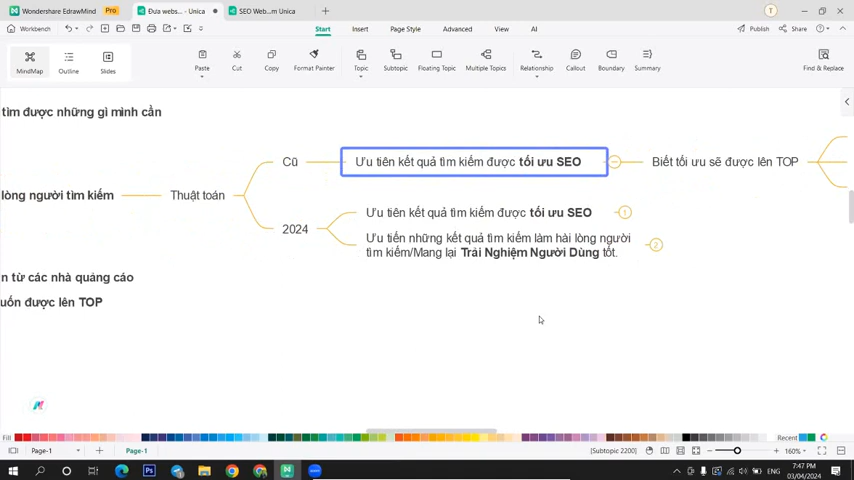 Wondershare EdrawMind
Pro
Đưa webs... - Unica
SEO Web...m Unica
T
Workbench
Start
Insert
Page Style
Advanced
View
AI
Publish
Share
MindMap
Outline
Slides
Paste
Cut
Copy
Format Painter
Topic
Subtopic
Floating Topic
Multiple Topics
Relationship
Callout
Boundary
Summary
Find & Replace
tìm được những gì mình cần
Cũ
Ưu tiên kết quả tìm kiếm được tối ưu SEO
Biết tối ưu sẽ được lên TOP
lòng người tìm kiếm
Thuật toán
2024
Ưu tiên kết quả tìm kiếm được tối ưu SEO
1
Ưu tiến những kết quả tìm kiếm làm hài lòng người
tìm kiếm/Mang lại Trải Nghiệm Người Dùng tốt.
2
n từ các nhà quảng cáo
uốn được lên TOP
Fill
Recent
Page-1
Page-1
[Subtopic 2200]
160%
ENG
7:47 PM
03/04/2024